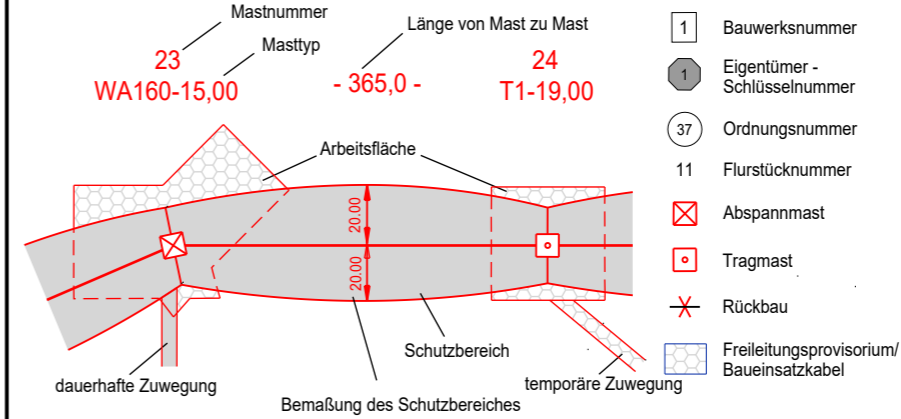 Mastnummer
Masttyp
Länge von Mast zu Mast
23
WA160-15,00
- 365,0 -
24
T1-19,00
Arbeitsfläche
20.00
20.00
Schutzbereich
dauerhafte Zuwegung
temporäre Zuwegung
Bemaßung des Schutzbereiches
1
Bauwerksnummer
1
Eigentümer -
Schlüsselnummer
37
Ordnungsnummer
11
Flurstücknummer
Abspannmast
Tragmast
Rückbau
Freileitungsprovisorium/
Baueinsatzkabel